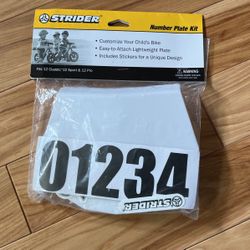 STRIDER
Number Plate Kit
• Customize Your Child's Bike
• Easy-to-Attach Lightweight Plate
• Includes Stickers for a Unique Design
Fits 12 Classic, 12 Sport & 12 Pro
WARNING
01234
STRIDER